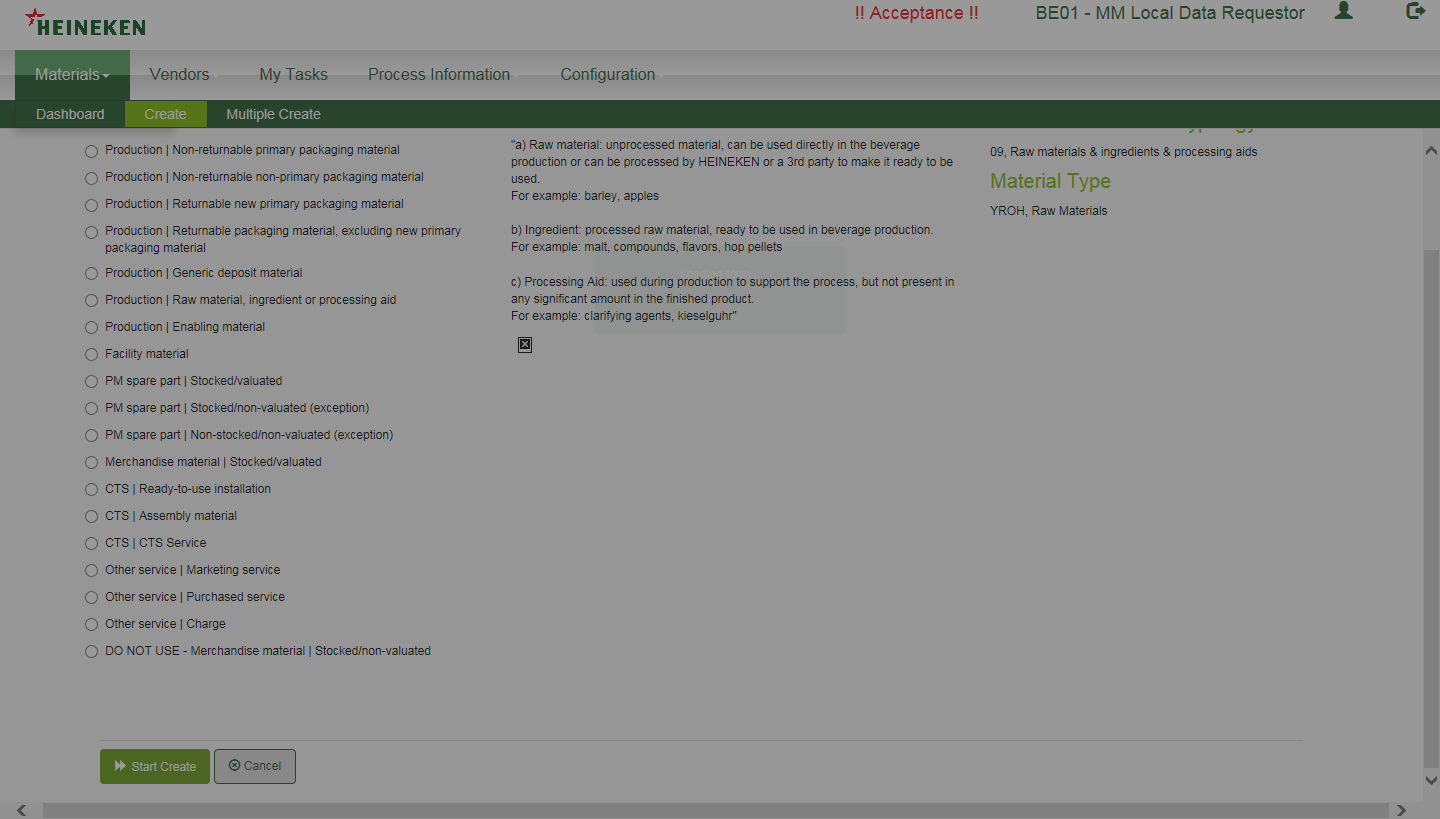 HEINEKEN
!! Acceptance !!
BE01 - MM Local Data Requestor
Materials
Vendors
My Tasks
Process Information
Configuration
Dashboard
Create
Multiple Create
Production | Non-returnable primary packaging material
Production | Non-returnable non-primary packaging material
Production | Returnable new primary packaging material
Production | Returnable packaging material, excluding new primary
packaging material
Production | Generic deposit material
Production | Raw material, ingredient or processing aid
Production | Enabling material
Facility material
PM spare part | Stocked/valuated
PM spare part | Stocked/non-valuated (exception)
PM spare part | Non-stocked/non-valuated (exception)
Merchandise material | Stocked/valuated
CTS | Ready-to-use installation
CTS | Assembly material
CTS | CTS Service
Other service | Marketing service
Other service | Purchased service
Other service | Charge
DO NOT USE - Merchandise material | Stocked/non-valuated
"a) Raw material: unprocessed material, can be used directly in the beverage
production or can be processed by HEINEKEN or a 3rd party to make it ready to be
used.
For example: barley, apples
b) Ingredient: processed raw material, ready to be used in beverage production.
For example: malt, compounds, flavors, hop pellets
c) Processing Aid: used during production to support the process, but not present in
any significant amount in the finished product.
For example: clarifying agents, kieselguhr"
09, Raw materials & ingredients & processing aids
Material Type
YROH, Raw Materials
Start Create
Cancel